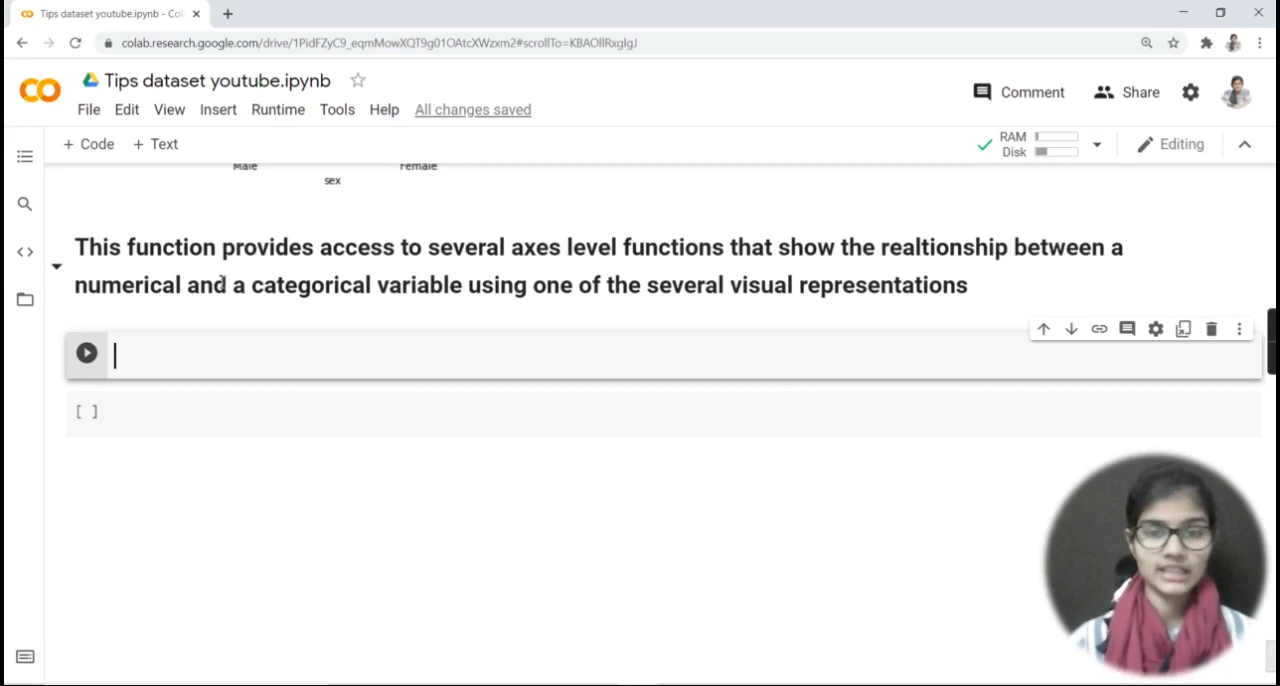 Tips dataset youtube.ipynb - Col
colab.research.google.com/drive/1PidFZyC9_eqmMowXQT9g01OAtcXWzxm2#scrollTo=KBAOllRxglgJ
Tips dataset youtube.ipynb
Comment
Share
File Edit View Insert Runtime Tools Help All changes saved
+ Code + Text
RAM
Disk
Editing
Male Female
sex
This function provides access to several axes level functions that show the realtionship between a
numerical and a categorical variable using one of the several visual representations
[ ]